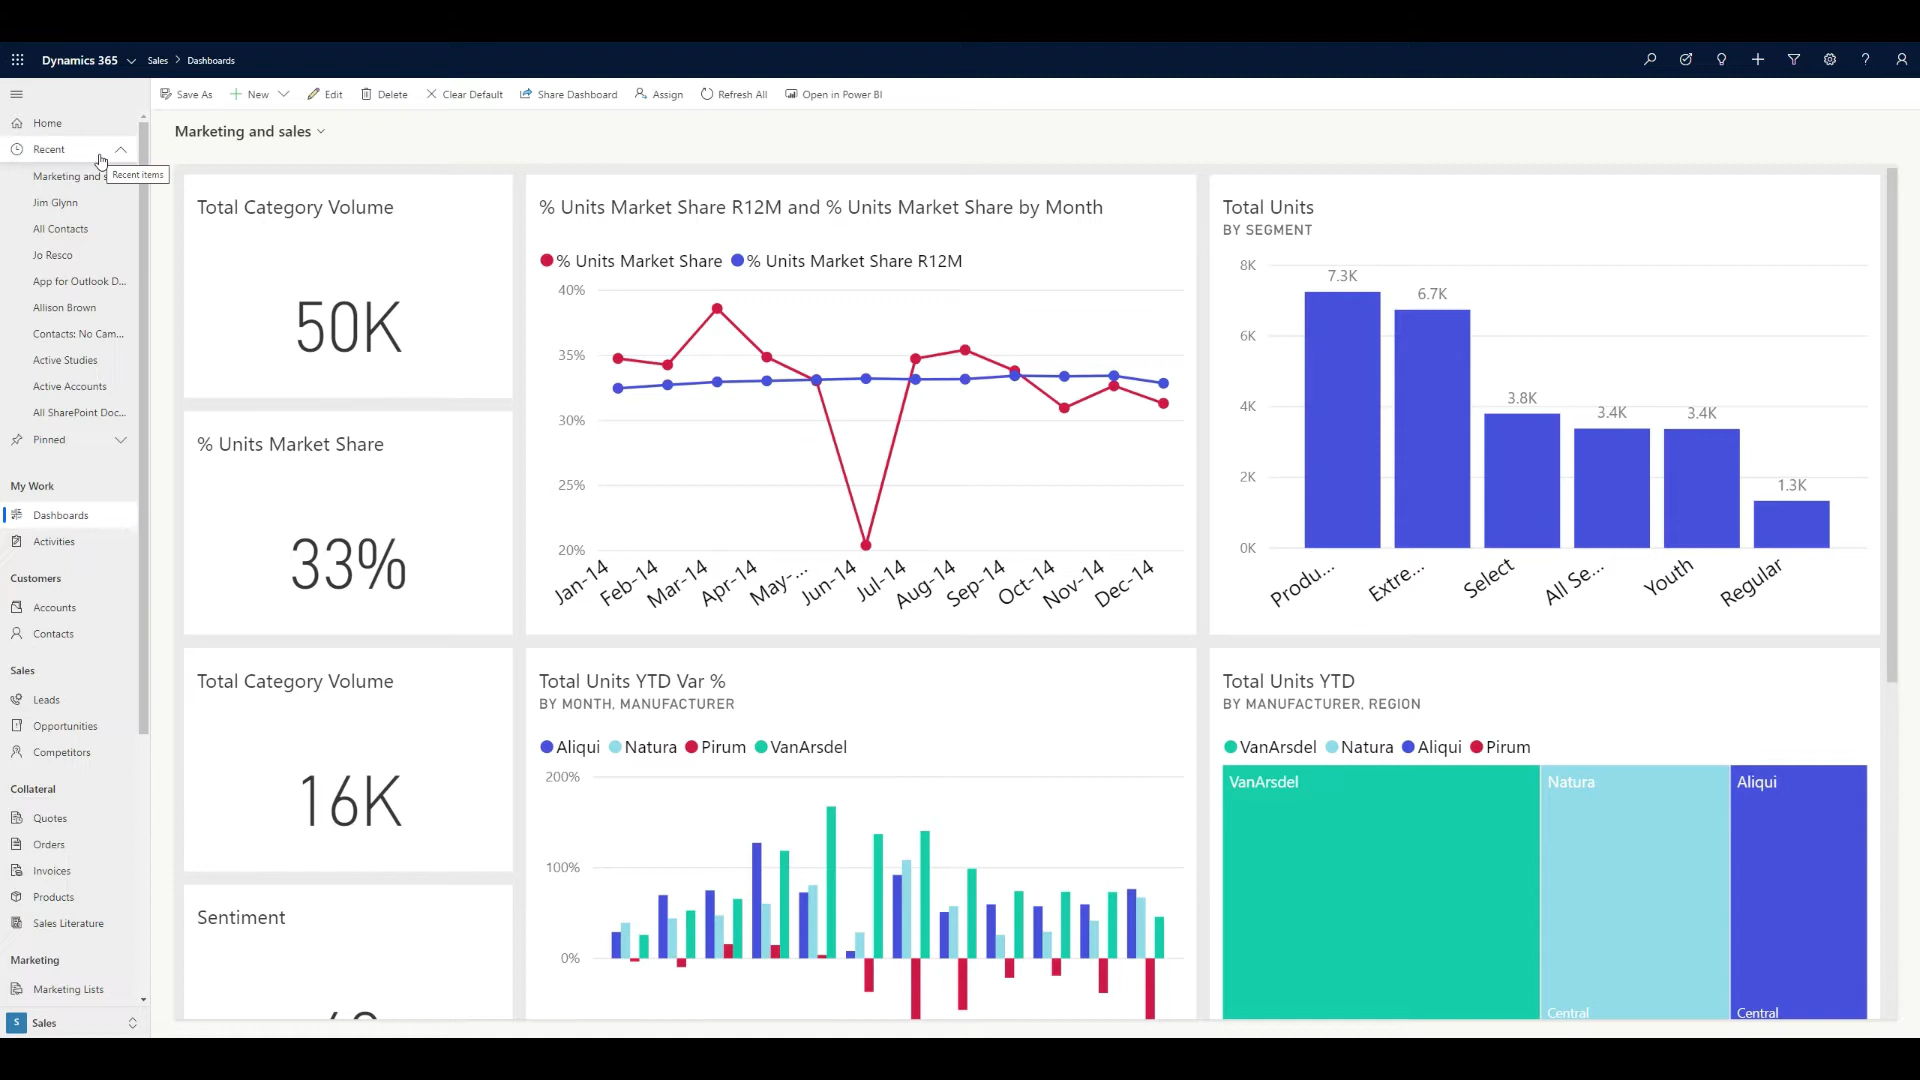 Dynamics 365 Sales Dashboards
Save As New Edit Delete Clear Default Share Dashboard Assign Refresh All Open in Power BI
Home
Recent
Recent items
Marketing and s
Jim Glynn
All Contacts
Jo Resco
App for Outlook D...
Allison Brown
Contacts: No Cam...
Active Studies
Active Accounts
All SharePoint Doc...
Pinned
My Work
Dashboards
Activities
Customers
Accounts
Contacts
Sales
Leads
Opportunities
Competitors
Collateral
Quotes
Orders
Invoices
Products
Sales Literature
Marketing
Marketing Lists
S Sales
Marketing and sales
Total Category Volume
50K
% Units Market Share
33%
Total Category Volume
16K
Sentiment
% Units Market Share R12M and % Units Market Share by Month
% Units Market Share % Units Market Share R12M
40%
35%
30%
25%
20%
Jan-14 Feb-14 Mar-14 Apr-14 May-... Jun-14 Jul-14 Aug-14 Sep-14 Oct-14 Nov-14 Dec-14
Total Units
BY SEGMENT
8K
6K
4K
2K
0K
7.3K 6.7K 3.8K 3.4K 3.4K 1.3K
Produ... Extre... Select All Se... Youth Regular
Total Units YTD Var %
BY MONTH, MANUFACTURER
Aliqui Natura Pirum VanArsdel
200%
100%
0%
Total Units YTD
BY MANUFACTURER, REGION
VanArsdel Natura Aliqui Pirum
VanArsdel Natura Aliqui
Central Central